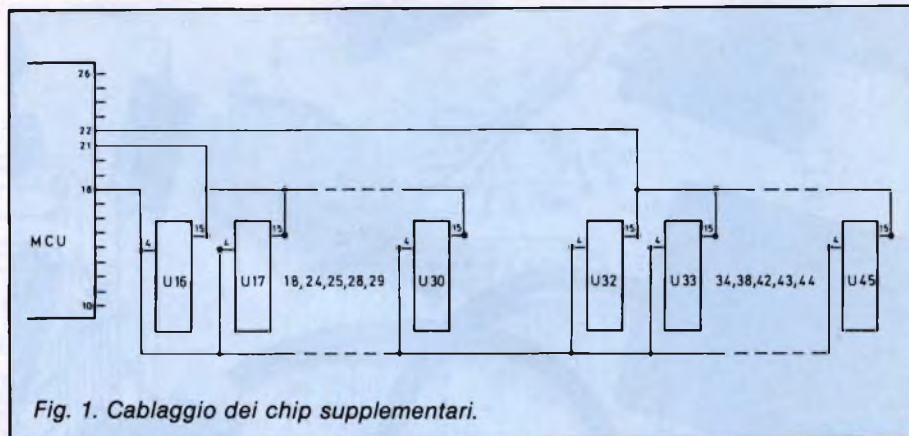 26
22
21
18
MCU
10
4 15
U16
4 15
U17
18,24,25,28,29
4 15
U30
4 15
U32
4 15
U33
34,38,42,43,44
4 15
U45
Fig. 1. Cablaggio dei chip supplementari.